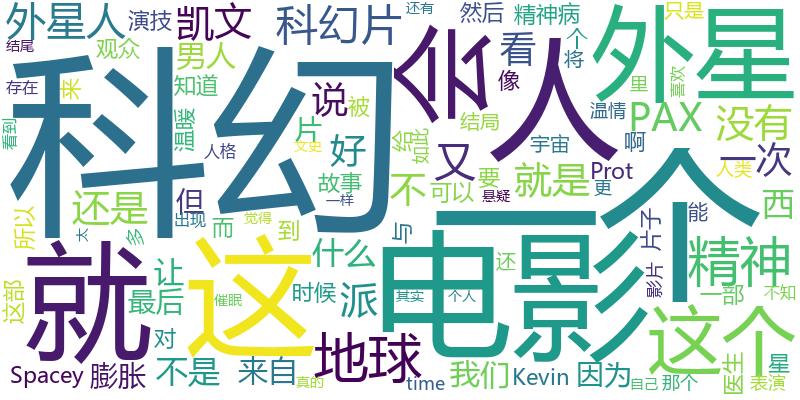 外星人
演技
凯文
科幻片
还有
然后
精神病
只是
结尾
观众
男人
看
个
将
外星
存在
来
知道
说
被
会
人
像
里
喜欢
科幻
温暖
片
给
如此
结局
宇宙
温情
PAX
没有
看到
人格
文史
好
又
啊
一次
故事
不
可以
要
Prot
更
人类
但
还是
出现
一样
就是
悬疑
能
西
所以
而
觉得
太
多
到
什么
与
一个
片子
就
这
电影
还
精神
影片
这部
让
最后
催眠
时候
派
其实
个人
一部
不知
对
地球
这个
星
不是
来自
我们
因为
那个
医生
Spacey
膨胀
真的
time
Kevin
自己
表演